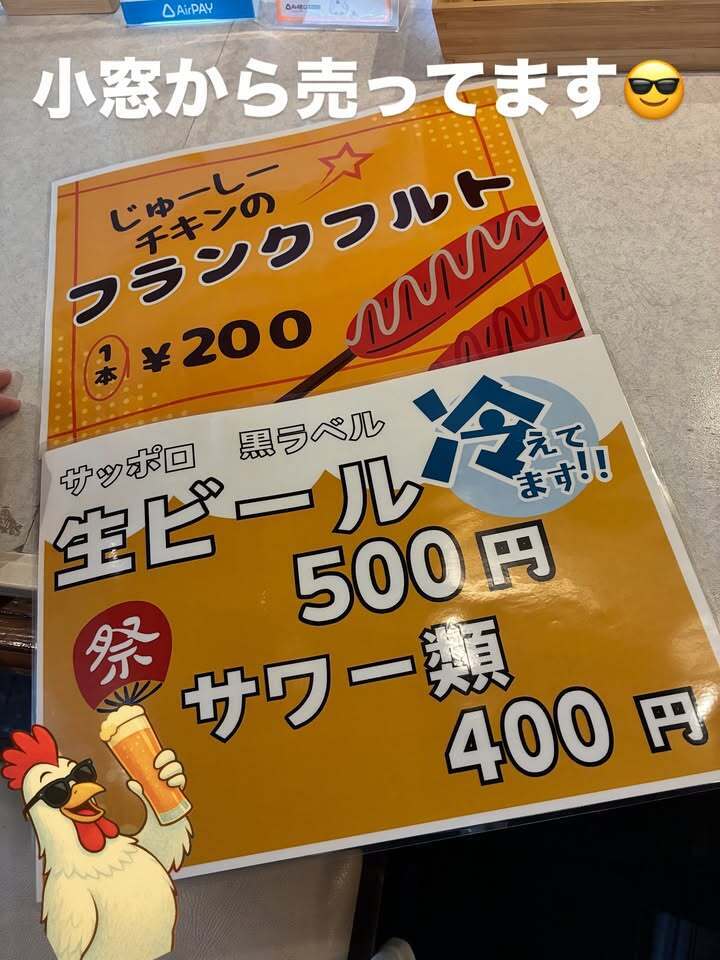 AirPAY
小窓から売ってます😎
じゅーしー
チキンの
フランクフルト
1本 ¥200
サッポロ 黒ラベル
冷えてます!!
生ビール
500円
祭
サワー類
400円